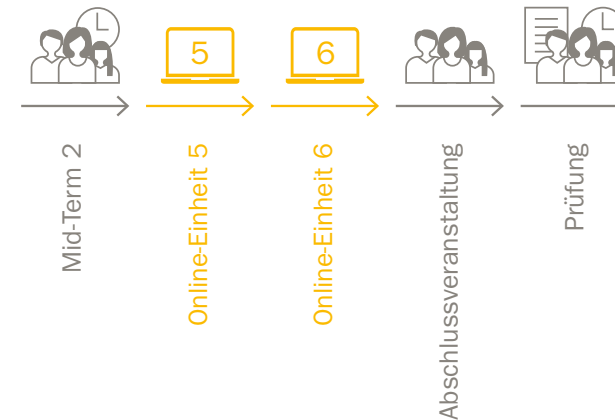 5
6
Mid-Term 2
Online-Einheit 5
Online-Einheit 6
Abschlussveranstaltung
Prüfung